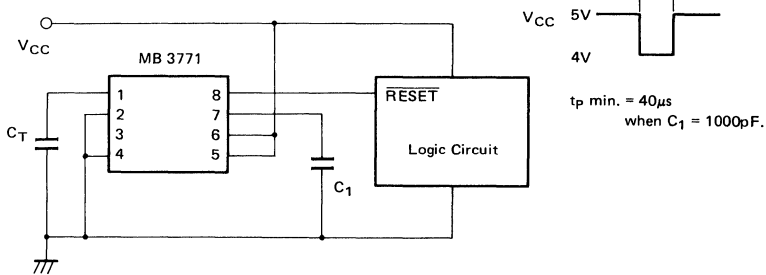 VCC
MB 3771
1
2
3
4
8
7
6
5
CT
C1
RESET
Logic Circuit
VCC 5V
4V
tP min. = 40μs
when C1 = 1000pF.